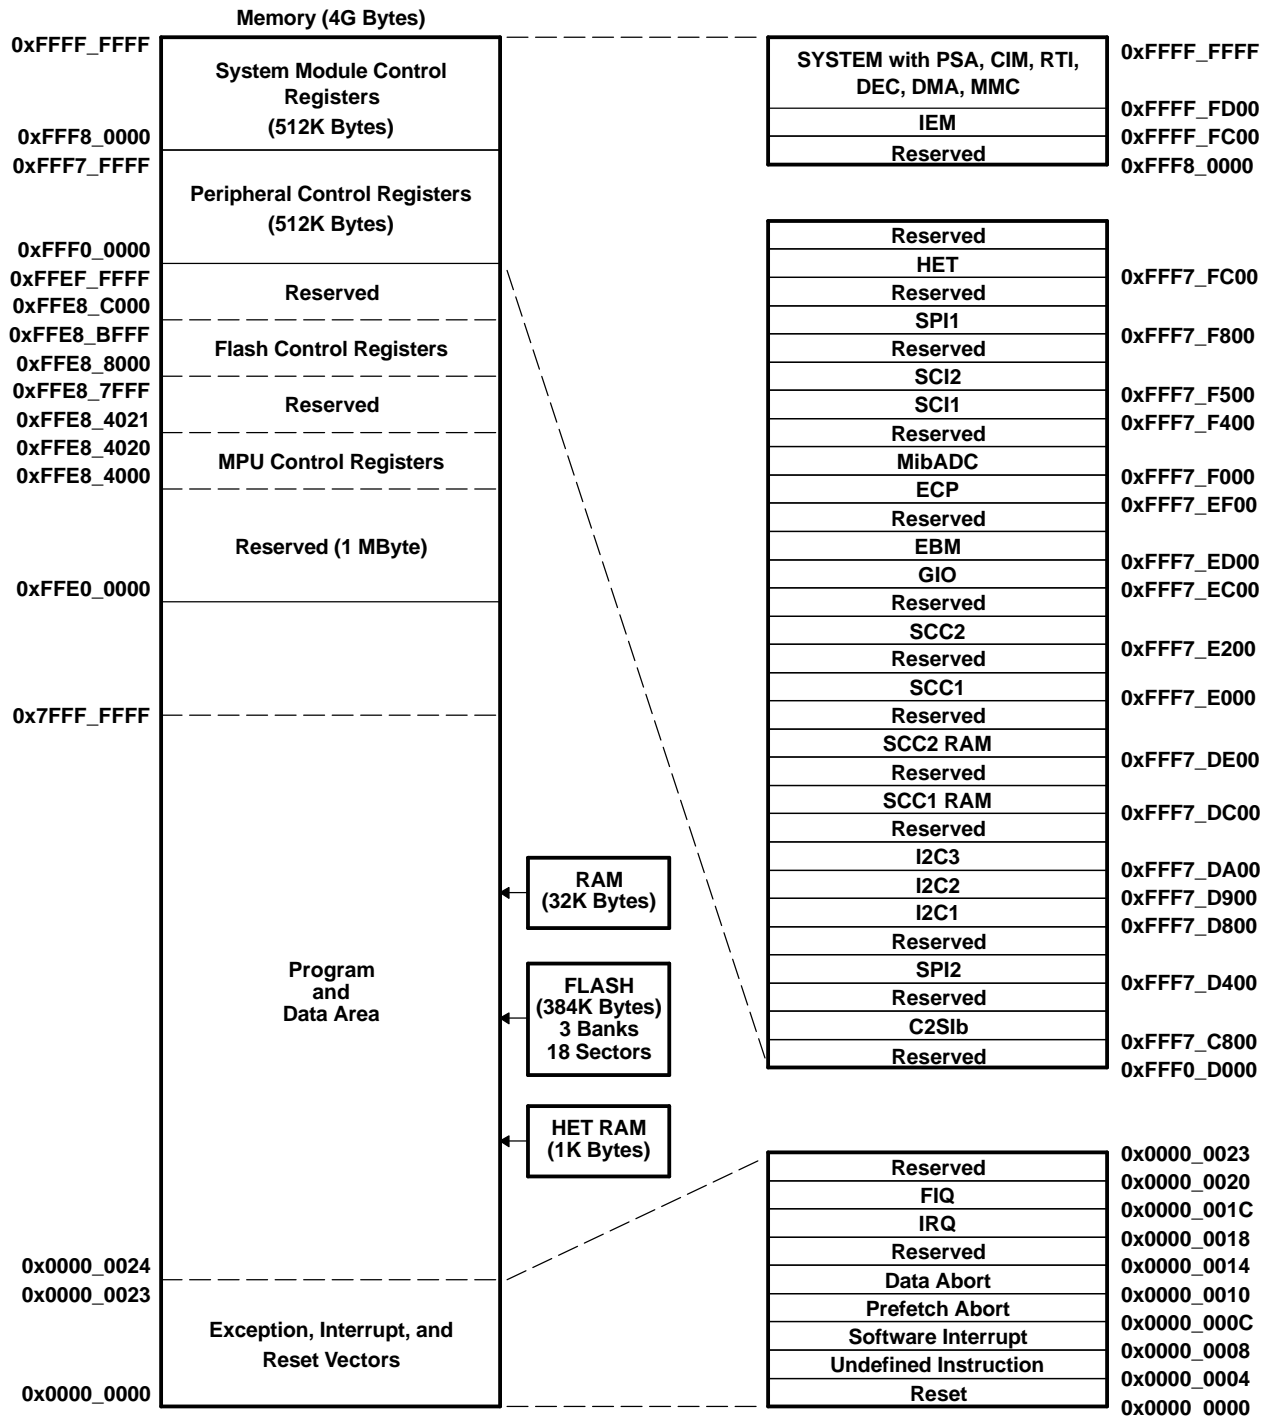 Memory (4G Bytes)
0xFFFF_FFFF
System Module Control
Registers
(512K Bytes)
0xFFF8_0000
0xFFF7_FFFF
Peripheral Control Registers
(512K Bytes)
0xFFF0_0000
0xFFEF_FFFF
Reserved
0xFFE8_C000
0xFFE8_BFFF
Flash Control Registers
0xFFE8_8000
0xFFE8_7FFF
Reserved
0xFFE8_4021
0xFFE8_4020
MPU Control Registers
0xFFE8_4000
Reserved (1 MByte)
0xFFE0_0000
0x7FFF_FFFF
Program
and
Data Area
0x0000_0024
0x0000_0023
Exception, Interrupt, and
Reset Vectors
0x0000_0000
RAM
(32K Bytes)
FLASH
(384K Bytes)
3 Banks
18 Sectors
HET RAM
(1K Bytes)
0xFFFF_FFFF
SYSTEM with PSA, CIM, RTI,
DEC, DMA, MMC
0xFFFF_FD00
IEM
0xFFFF_FC00
Reserved
0xFFF8_0000
Reserved
HET
0xFFF7_FC00
Reserved
SPI1
0xFFF7_F800
Reserved
SCI2
0xFFF7_F500
SCI1
0xFFF7_F400
Reserved
MibADC
0xFFF7_F000
ECP
0xFFF7_EF00
Reserved
EBM
0xFFF7_ED00
GIO
0xFFF7_EC00
Reserved
SCC2
0xFFF7_E200
Reserved
SCC1
0xFFF7_E000
Reserved
SCC2 RAM
0xFFF7_DE00
Reserved
SCC1 RAM
0xFFF7_DC00
Reserved
I2C3
0xFFF7_DA00
I2C2
0xFFF7_D900
I2C1
0xFFF7_D800
Reserved
SPI2
0xFFF7_D400
Reserved
C2SIb
0xFFF7_C800
Reserved
0xFFF0_D000
0x0000_0023
Reserved
0x0000_0020
FIQ
0x0000_001C
IRQ
0x0000_0018
Reserved
0x0000_0014
Data Abort
0x0000_0010
Prefetch Abort
0x0000_000C
Software Interrupt
0x0000_0008
Undefined Instruction
0x0000_0004
Reset
0x0000_0000